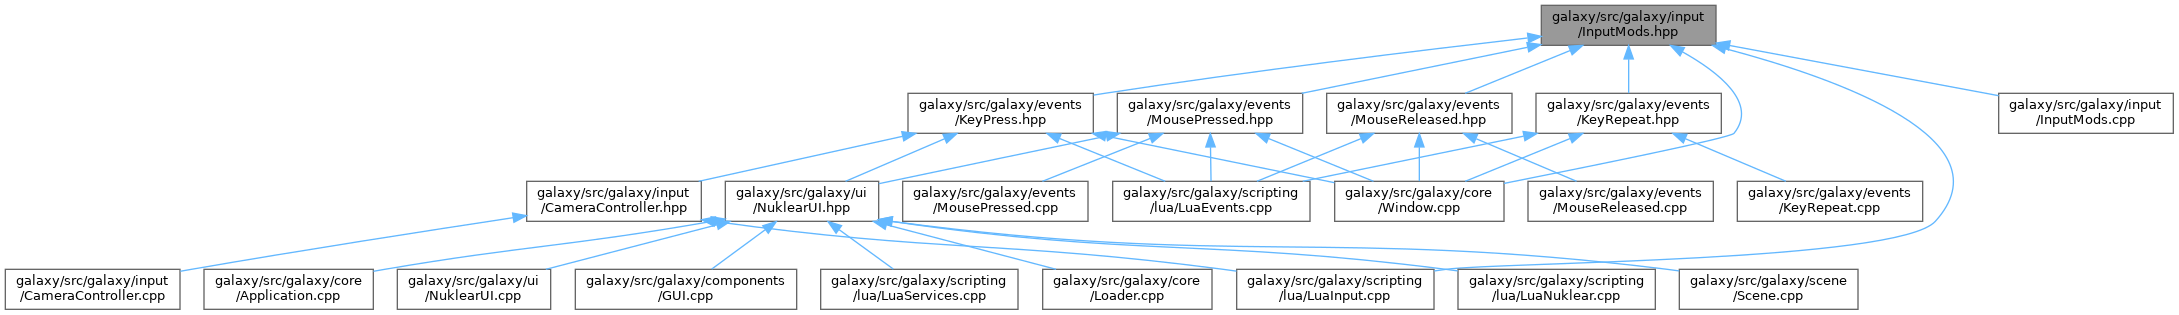 galaxy/src/galaxy/input
/InputMods.hpp
galaxy/src/galaxy/events
/KeyPress.hpp
galaxy/src/galaxy/events
/MousePressed.hpp
galaxy/src/galaxy/events
/MouseReleased.hpp
galaxy/src/galaxy/events
/KeyRepeat.hpp
galaxy/src/galaxy/input
/InputMods.cpp
galaxy/src/galaxy/input
/CameraController.hpp
galaxy/src/galaxy/ui
/NuklearUI.hpp
galaxy/src/galaxy/events
/MousePressed.cpp
galaxy/src/galaxy/scripting
/lua/LuaEvents.cpp
galaxy/src/galaxy/core
/Window.cpp
galaxy/src/galaxy/events
/MouseReleased.cpp
galaxy/src/galaxy/events
/KeyRepeat.cpp
galaxy/src/galaxy/input
/CameraController.cpp
galaxy/src/galaxy/core
/Application.cpp
galaxy/src/galaxy/ui
/NuklearUI.cpp
galaxy/src/galaxy/components
/GUI.cpp
galaxy/src/galaxy/scripting
/lua/LuaServices.cpp
galaxy/src/galaxy/core
/Loader.cpp
galaxy/src/galaxy/scripting
/lua/LuaInput.cpp
galaxy/src/galaxy/scripting
/lua/LuaNuklear.cpp
galaxy/src/galaxy/scene
/Scene.cpp